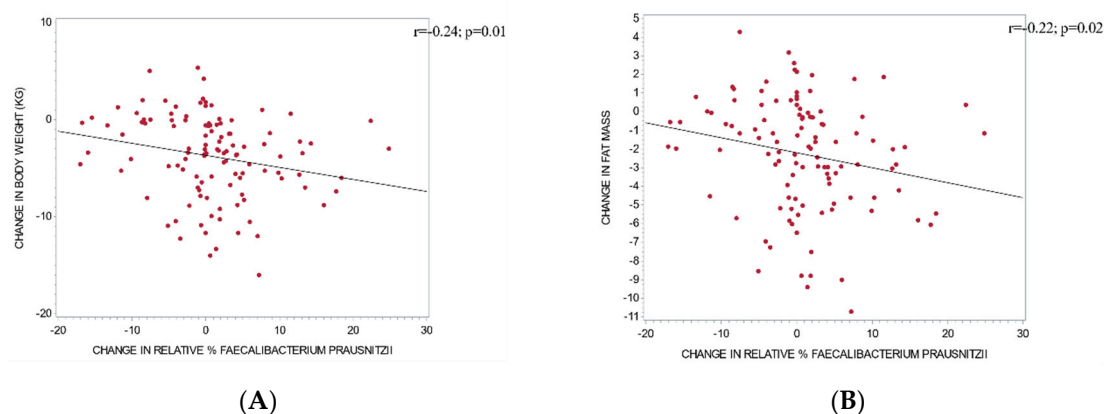 r=-0.24; p=0.01
10
0
-10
-20
CHANGE IN BODY WEIGHT (KG)
-20 -10 0 10 20 30
CHANGE IN RELATIVE % FAECALIBACTERIUM PRAUSNITZII
(A)
r=-0.22; p=0.02
5
4
3
2
1
0
-1
-2
-3
-4
-5
-6
-7
-8
-9
-10
-11
CHANGE IN FAT MASS
-20 -10 0 10 20 30
CHANGE IN RELATIVE % FAECALIBACTERIUM PRAUSNITZII
(B)